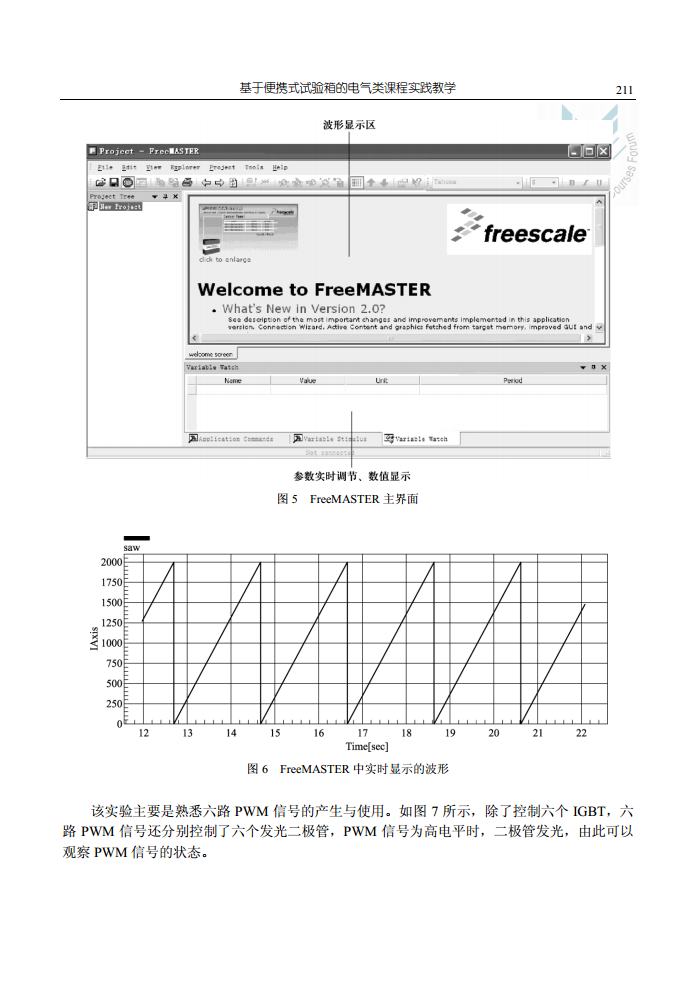 基于便携式试验箱的电气类课程实践教学
211
ourses Forum
波形显示区
Project - FreeMASTER
File Edit View Explorer Project Tools Help
Tahoma 8 B I U
Project Tree
New Project
freescale
click to enlarge
Welcome to FreeMASTER
• What's New in Version 2.0?
See description of the most important changes and improvements implemented in this application
version. Connection Wizard, Active Content and graphics fetched from target memory, improved GUI and
welcome screen
Variable Watch
Name Value Unit Period
Application Commands Variable Stimulus Variable Watch
Not connected
参数实时调节、数值显示
图 5 FreeMASTER 主界面
saw
2000
1750
1500
1250
1000
750
500
250
0
IAxis
12 13 14 15 16 17 18 19 20 21 22
Time[sec]
图 6 FreeMASTER 中实时显示的波形
该实验主要是熟悉六路 PWM 信号的产生与使用。如图 7 所示，除了控制六个 IGBT，六
路 PWM 信号还分别控制了六个发光二极管，PWM 信号为高电平时，二极管发光，由此可以
观察 PWM 信号的状态。